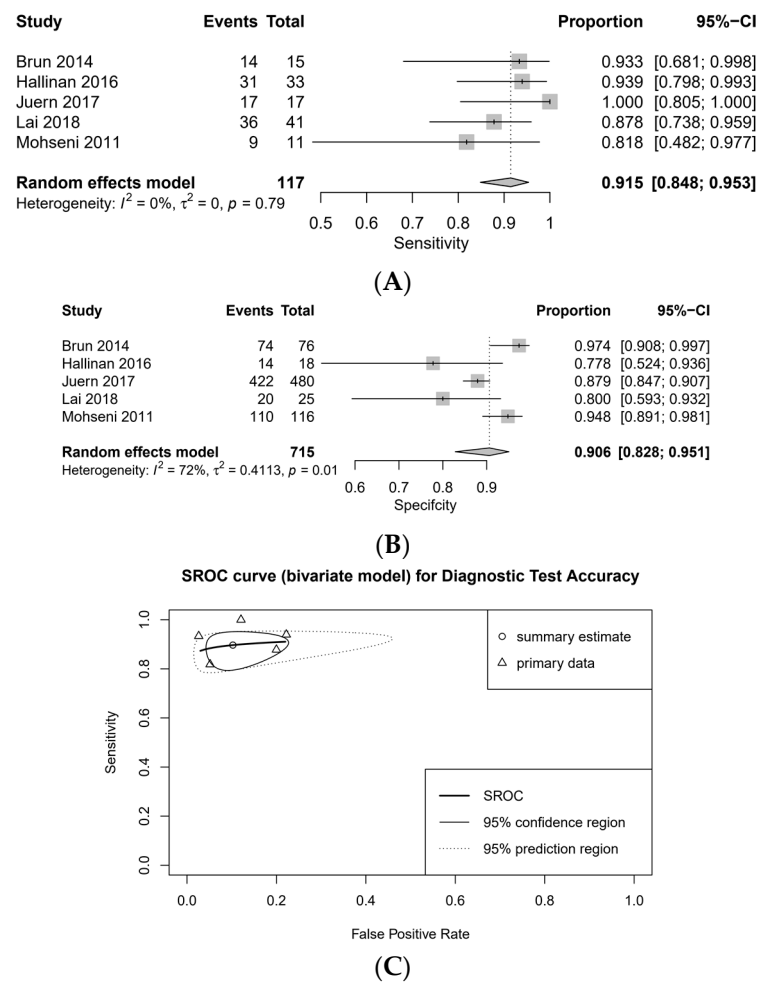 Study Events Total Proportion 95%−CI
Brun 2014 14 15 0.933 [0.681; 0.998]
Hallinan 2016 31 33 0.939 [0.798; 0.993]
Juern 2017 17 17 1.000 [0.805; 1.000]
Lai 2018 36 41 0.878 [0.738; 0.959]
Mohseni 2011 9 11 0.818 [0.482; 0.977]
Random effects model 117 0.915 [0.848; 0.953]
Heterogeneity: I² = 0%, τ² = 0, p = 0.79
0.5 0.6 0.7 0.8 0.9 1
Sensitivity
(A)
Study Events Total Proportion 95%−CI
Brun 2014 74 76 0.974 [0.908; 0.997]
Hallinan 2016 14 18 0.778 [0.524; 0.936]
Juern 2017 422 480 0.879 [0.847; 0.907]
Lai 2018 20 25 0.800 [0.593; 0.932]
Mohseni 2011 110 116 0.948 [0.891; 0.981]
Random effects model 715 0.906 [0.828; 0.951]
Heterogeneity: I² = 72%, τ² = 0.4113, p = 0.01
0.6 0.7 0.8 0.9
Specifcity
(B)
SROC curve (bivariate model) for Diagnostic Test Accuracy
Sensitivity
1.0
0.8
0.6
0.4
0.2
0.0
summary estimate
primary data
SROC
95% confidence region
95% prediction region
0.0 0.2 0.4 0.6 0.8 1.0
False Positive Rate
(C)